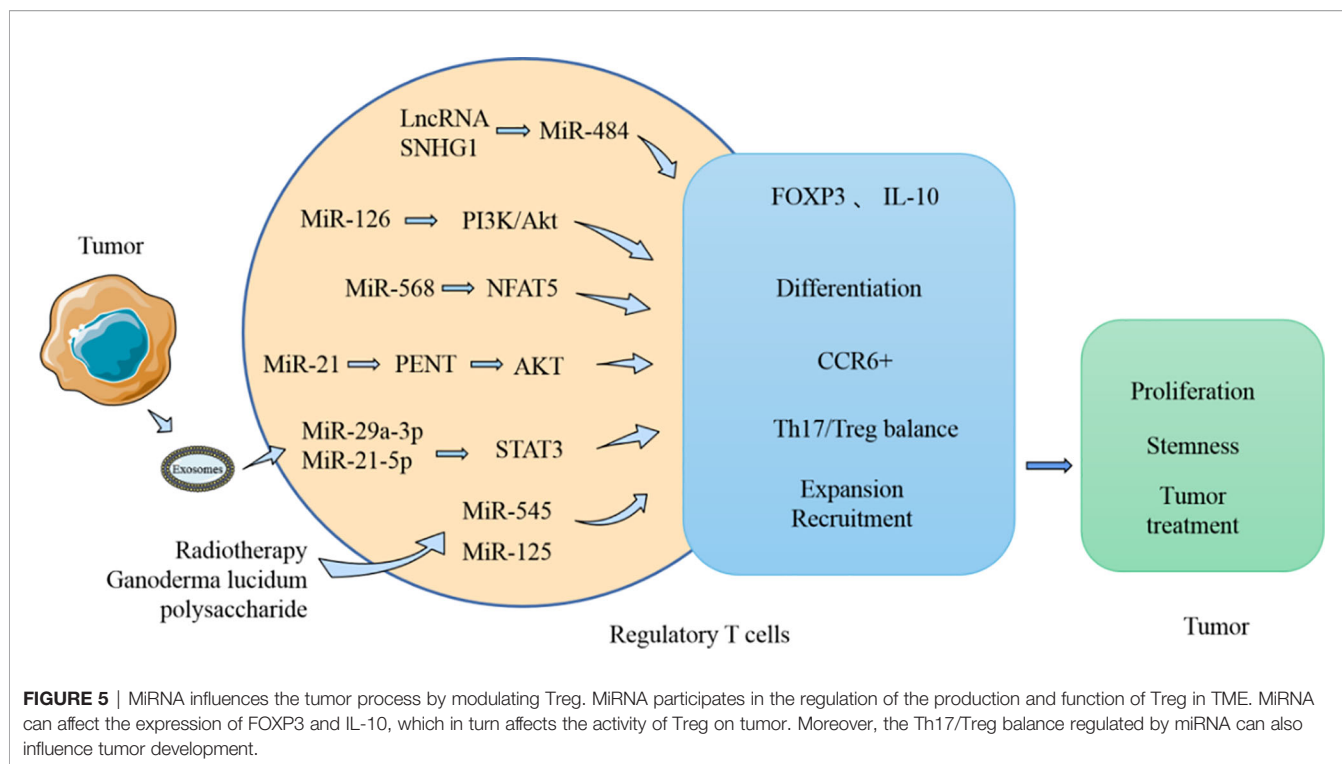 LncRNA
SNHG1
MiR-484
FOXP3 、 IL-10
MiR-126
PI3K/Akt
Tumor
MiR-568
NFAT5
Differentiation
MiR-21
PENT
AKT
CCR6+
Proliferation
MiR-29a-3p
MiR-21-5p
STAT3
Th17/Treg balance
Stemness
Exosomes
Expansion
Recruitment
Tumor
treatment
MiR-545
MiR-125
Radiotherapy
Ganoderma lucidum
polysaccharide
Regulatory T cells
Tumor
FIGURE 5 | MiRNA influences the tumor process by modulating Treg. MiRNA participates in the regulation of the production and function of Treg in TME. MiRNA
can affect the expression of FOXP3 and IL-10, which in turn affects the activity of Treg on tumor. Moreover, the Th17/Treg balance regulated by miRNA can also
influence tumor development.